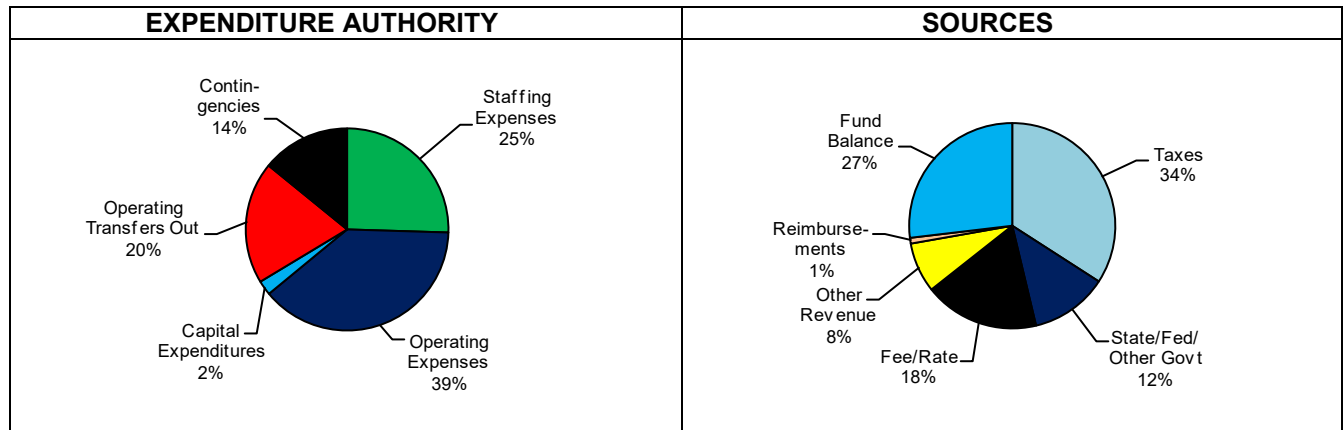 EXPENDITURE AUTHORITY
Contin-
gencies
14%
Staffing
Expenses
25%
Operating
Transfers Out
20%
Capital
Expenditures
2%
Operating
Expenses
39%
SOURCES
Fund
Balance
27%
Taxes
34%
Reimburse-
ments
1%
Other
Revenue
8%
Fee/Rate
18%
State/Fed/
Other Govt
12%